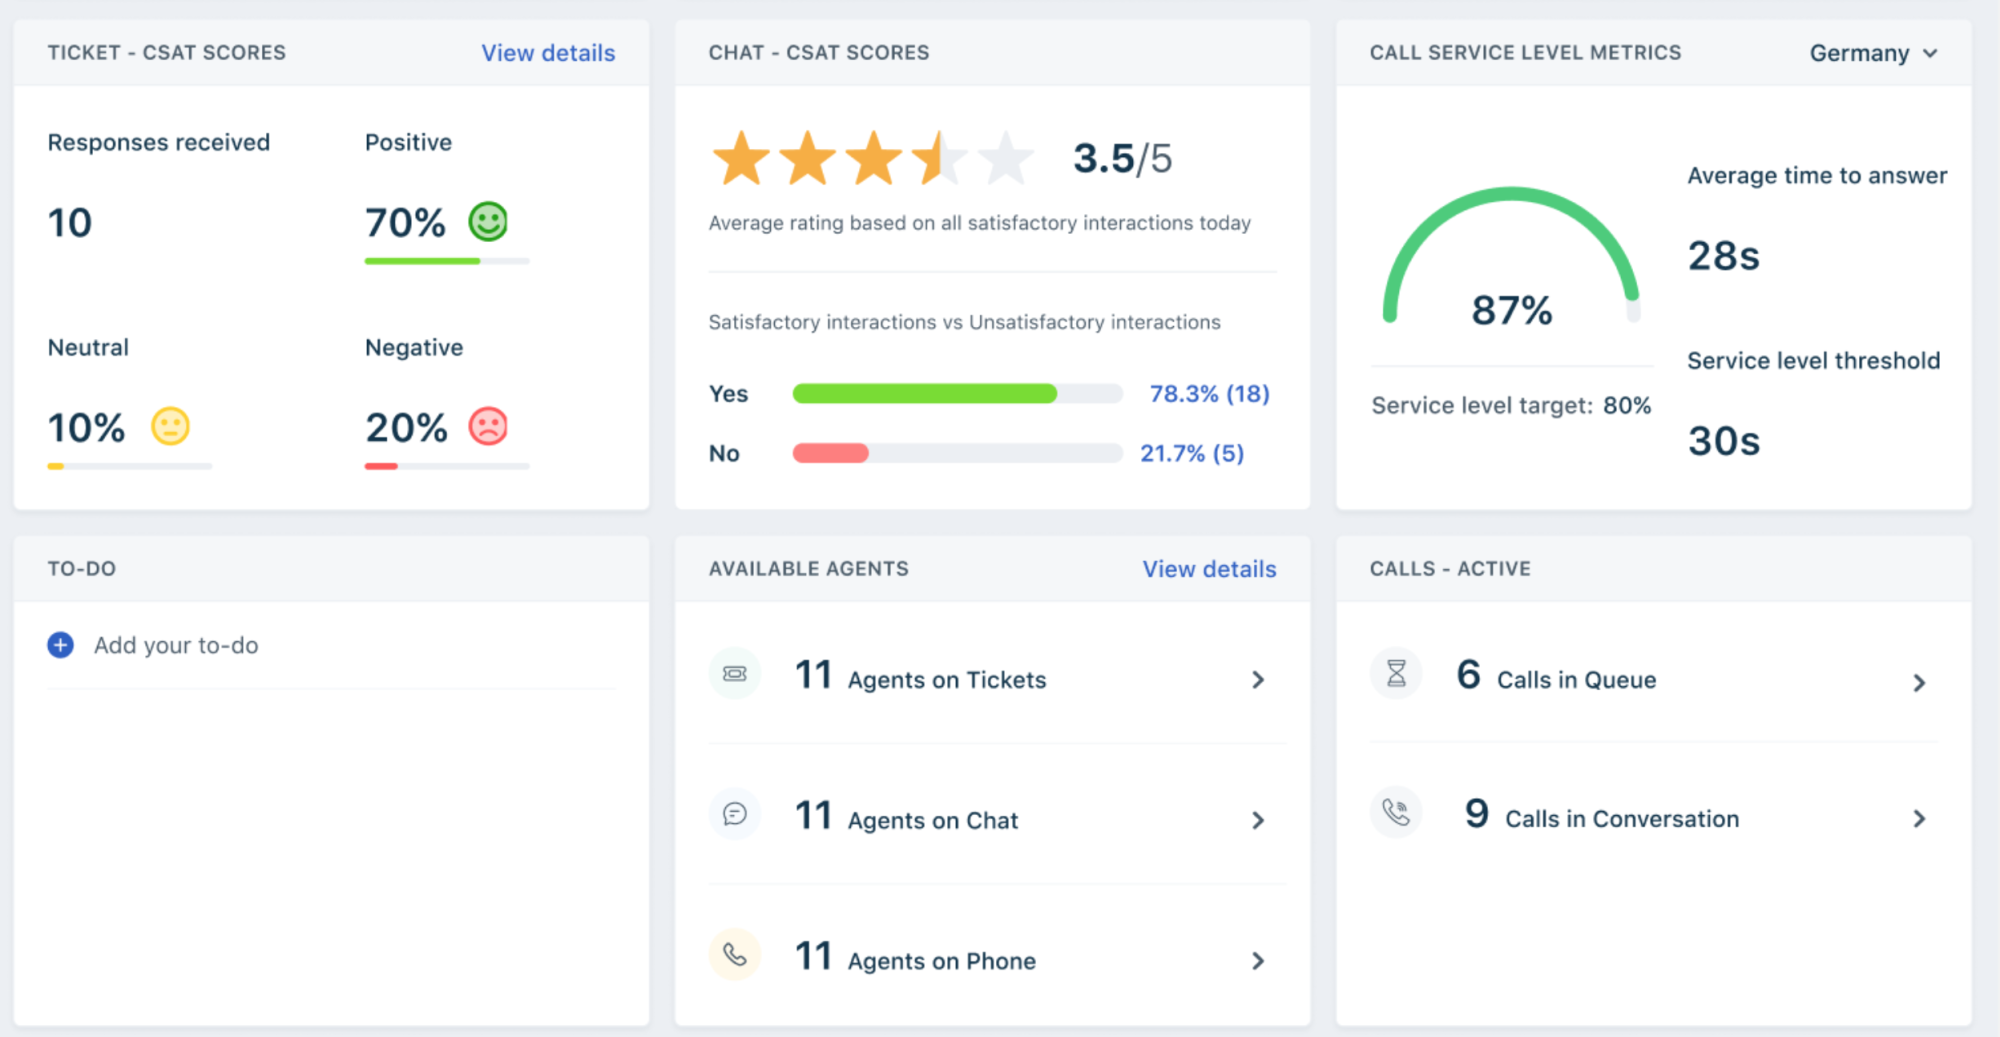 TICKET - CSAT SCORES View details
Responses received Positive
10 70%
Neutral Negative
10% 20%
CHAT - CSAT SCORES
3.5/5
Average rating based on all satisfactory interactions today
Satisfactory interactions vs Unsatisfactory interactions
Yes 78.3% (18)
No 21.7% (5)
CALL SERVICE LEVEL METRICS Germany
87%
Service level target: 80%
Average time to answer
28s
Service level threshold
30s
TO-DO
Add your to-do
AVAILABLE AGENTS View details
11 Agents on Tickets
11 Agents on Chat
11 Agents on Phone
CALLS - ACTIVE
6 Calls in Queue
9 Calls in Conversation